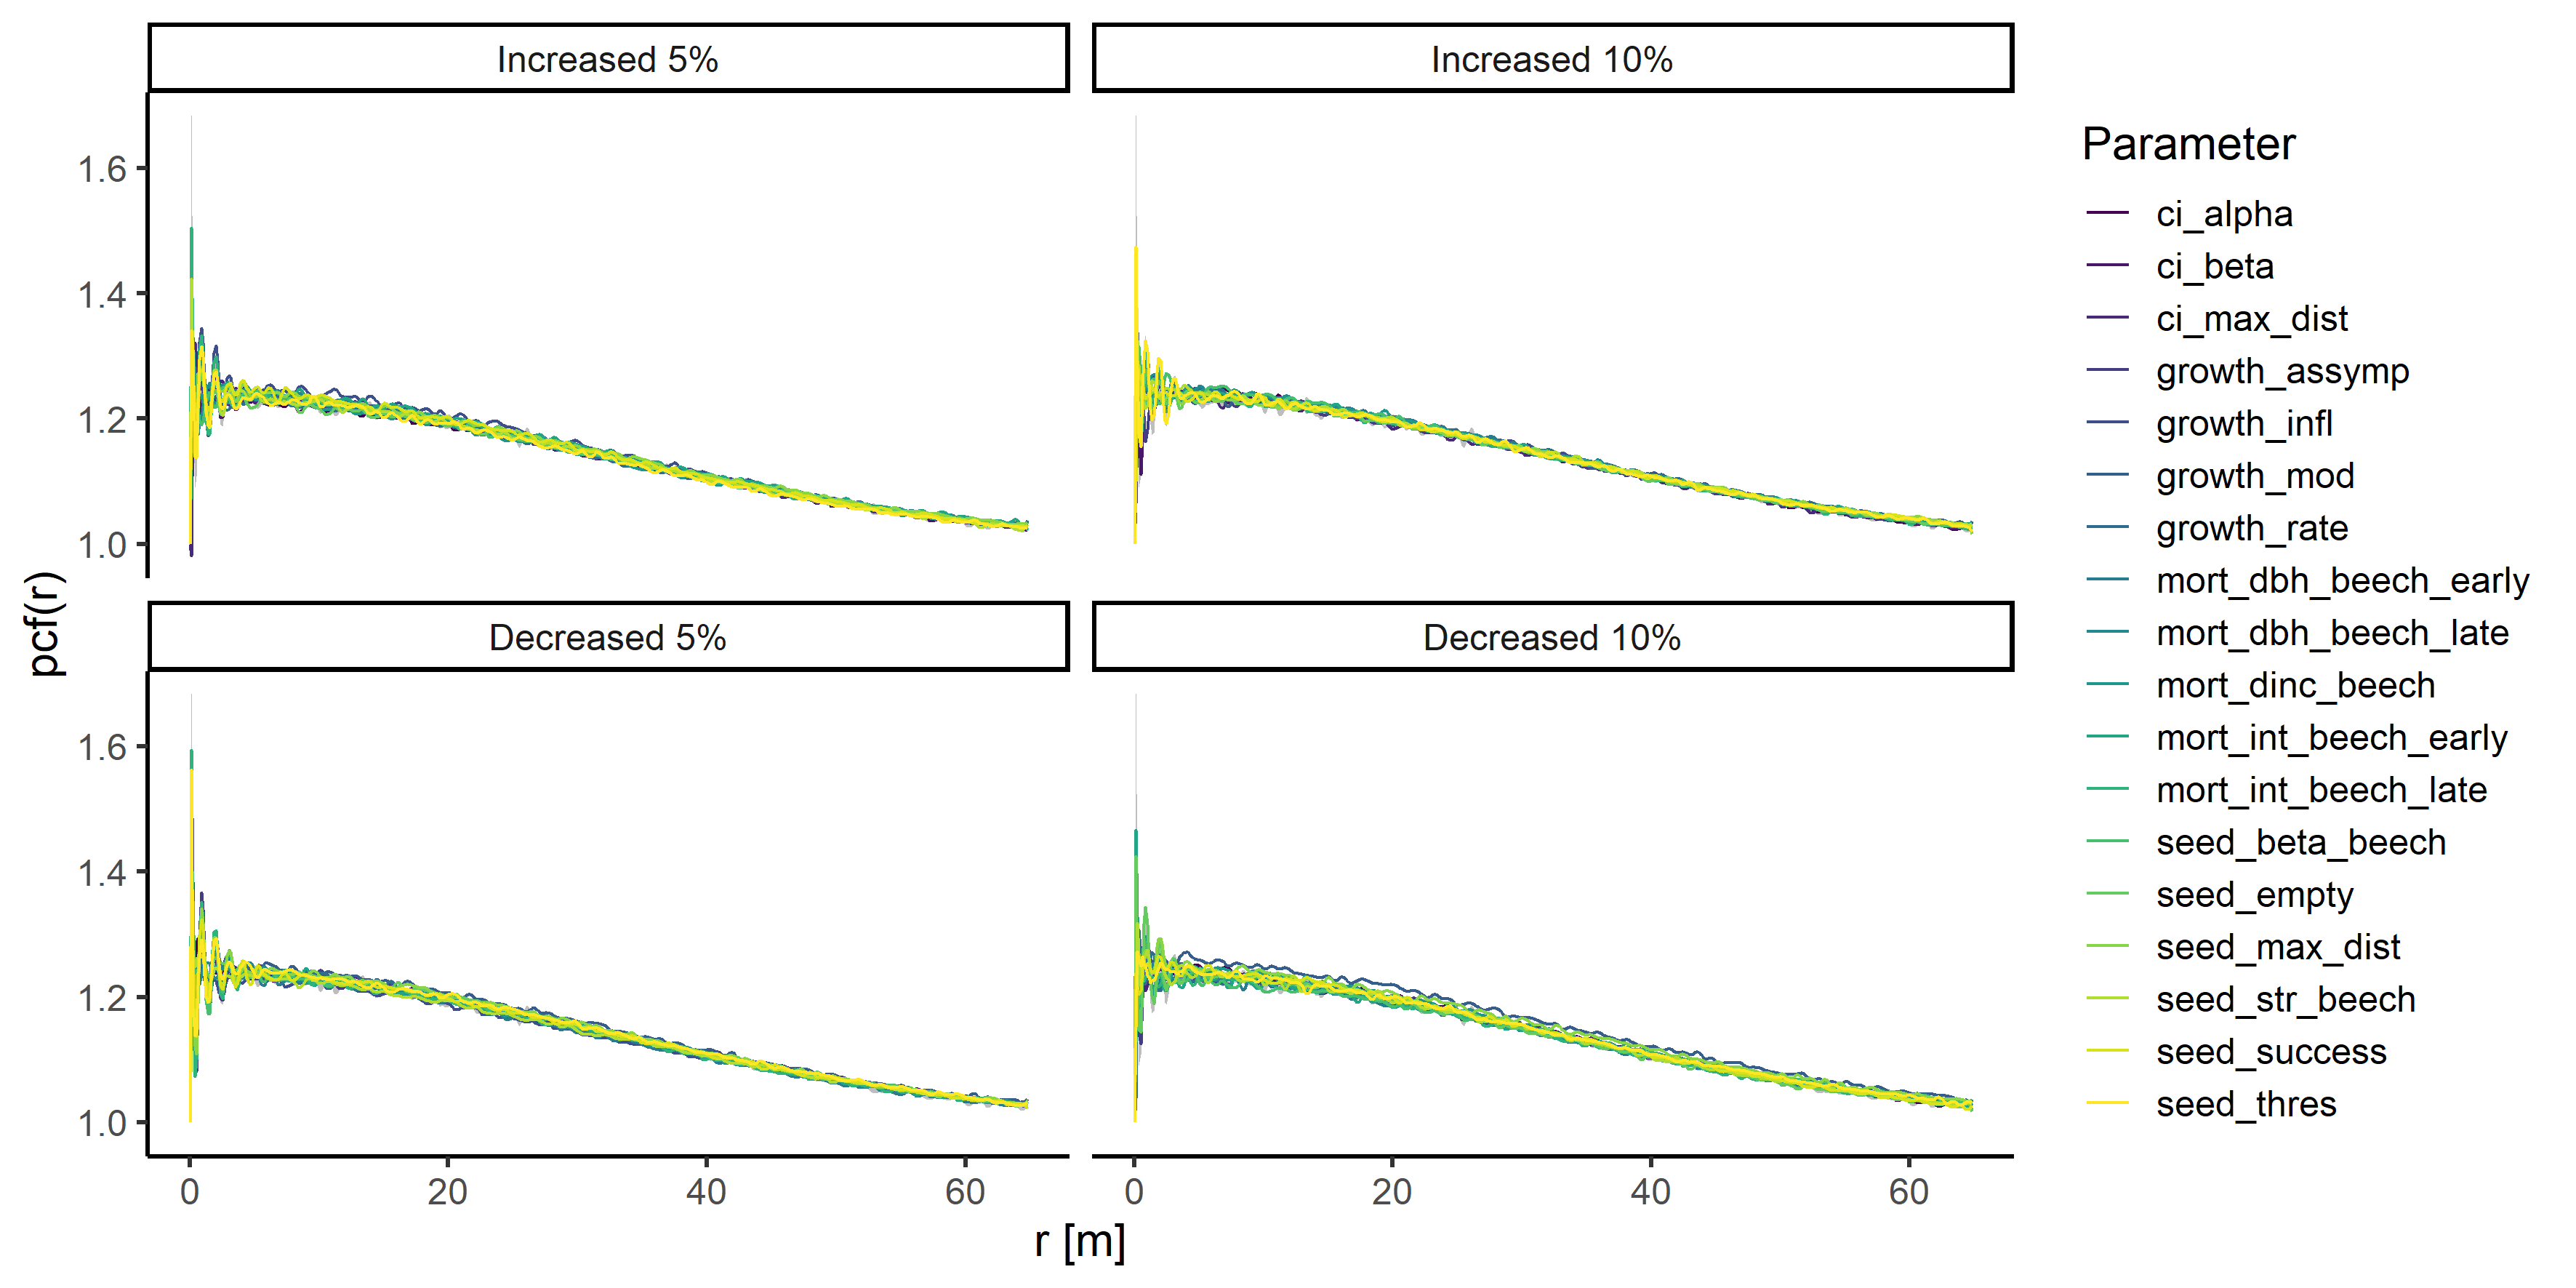 Increased 5%
Increased 10%
1.6
1.4
1.2
1.0
Decreased 5%
Decreased 10%
1.6
1.4
1.2
1.0
pcf(r)
0
20
40
60
0
20
40
60
r [m]
Parameter
ci_alpha
ci_beta
ci_max_dist
growth_assymp
growth_infl
growth_mod
growth_rate
mort_dbh_beech_early
mort_dbh_beech_late
mort_dinc_beech
mort_int_beech_early
mort_int_beech_late
seed_beta_beech
seed_empty
seed_max_dist
seed_str_beech
seed_success
seed_thres